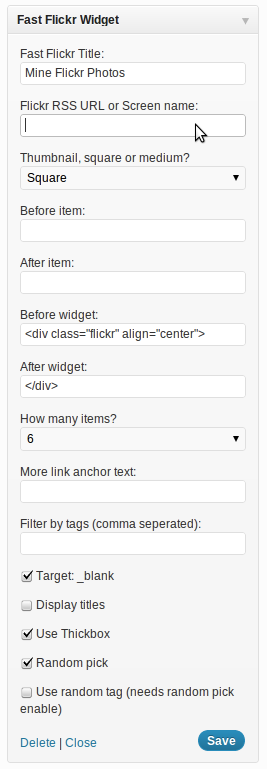 Fast Flickr Widget
Fast Flickr Title:
Mine Flickr Photos
Flickr RSS URL or Screen name:
Thumbnail, square or medium?
Square
Before item:
After item:
Before widget:
<div class="flickr" align="center">
After widget:
</div>
How many items?
6
More link anchor text:
Filter by tags (comma seperated):
Target: _blank
Display titles
Use Thickbox
Random pick
Use random tag (needs random pick
enable)
Delete | Close
Save